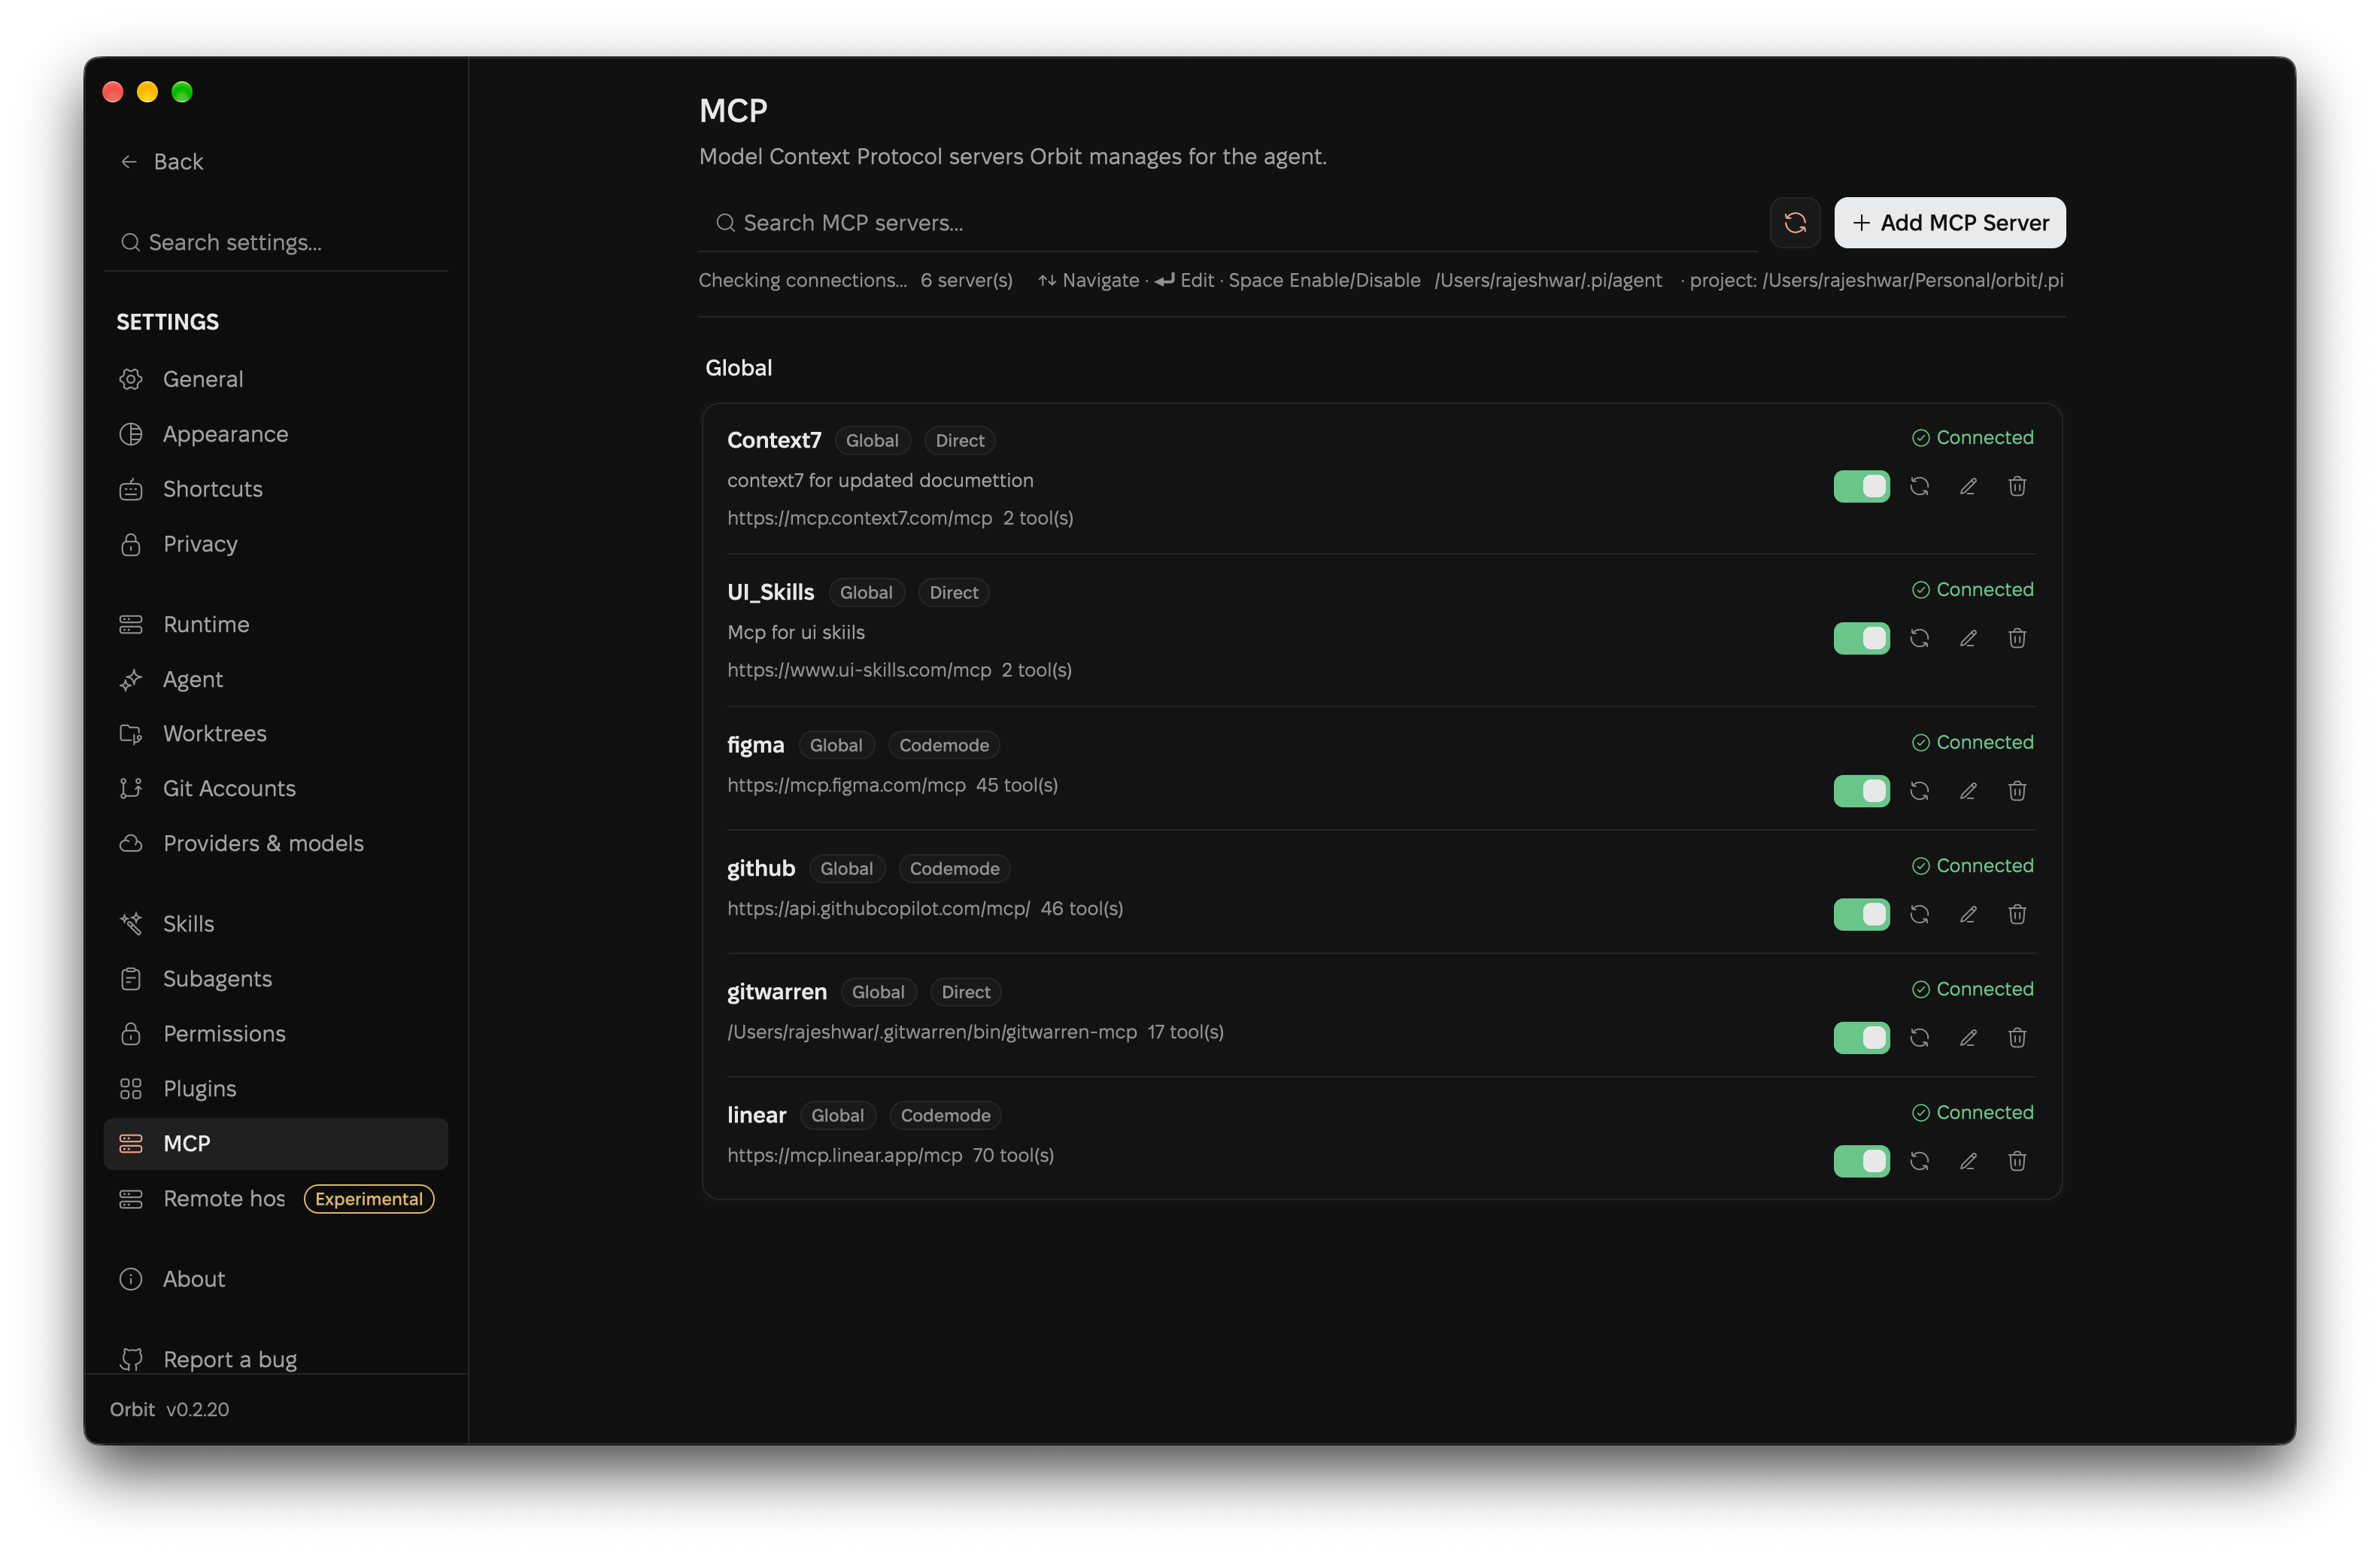 Back
Search settings...
SETTINGS
General
Appearance
Shortcuts
Privacy
Runtime
Agent
Worktrees
Git Accounts
Providers & models
Skills
Subagents
Permissions
Plugins
MCP
Remote hos Experimental
About
Report a bug
Orbit v0.2.20
MCP
Model Context Protocol servers Orbit manages for the agent.
Search MCP servers...
+ Add MCP Server
Checking connections... 6 server(s) ↑↓ Navigate · ↵ Edit · Space Enable/Disable /Users/rajeshwar/.pi/agent · project: /Users/rajeshwar/Personal/orbit/.pi
Global
Context7 Global Direct Connected
context7 for updated documettion
https://mcp.context7.com/mcp 2 tool(s)
UI_Skills Global Direct Connected
Mcp for ui skiils
https://www.ui-skills.com/mcp 2 tool(s)
figma Global Codemode Connected
https://mcp.figma.com/mcp 45 tool(s)
github Global Codemode Connected
https://api.githubcopilot.com/mcp/ 46 tool(s)
gitwarren Global Direct Connected
/Users/rajeshwar/.gitwarren/bin/gitwarren-mcp 17 tool(s)
linear Global Codemode Connected
https://mcp.linear.app/mcp 70 tool(s)